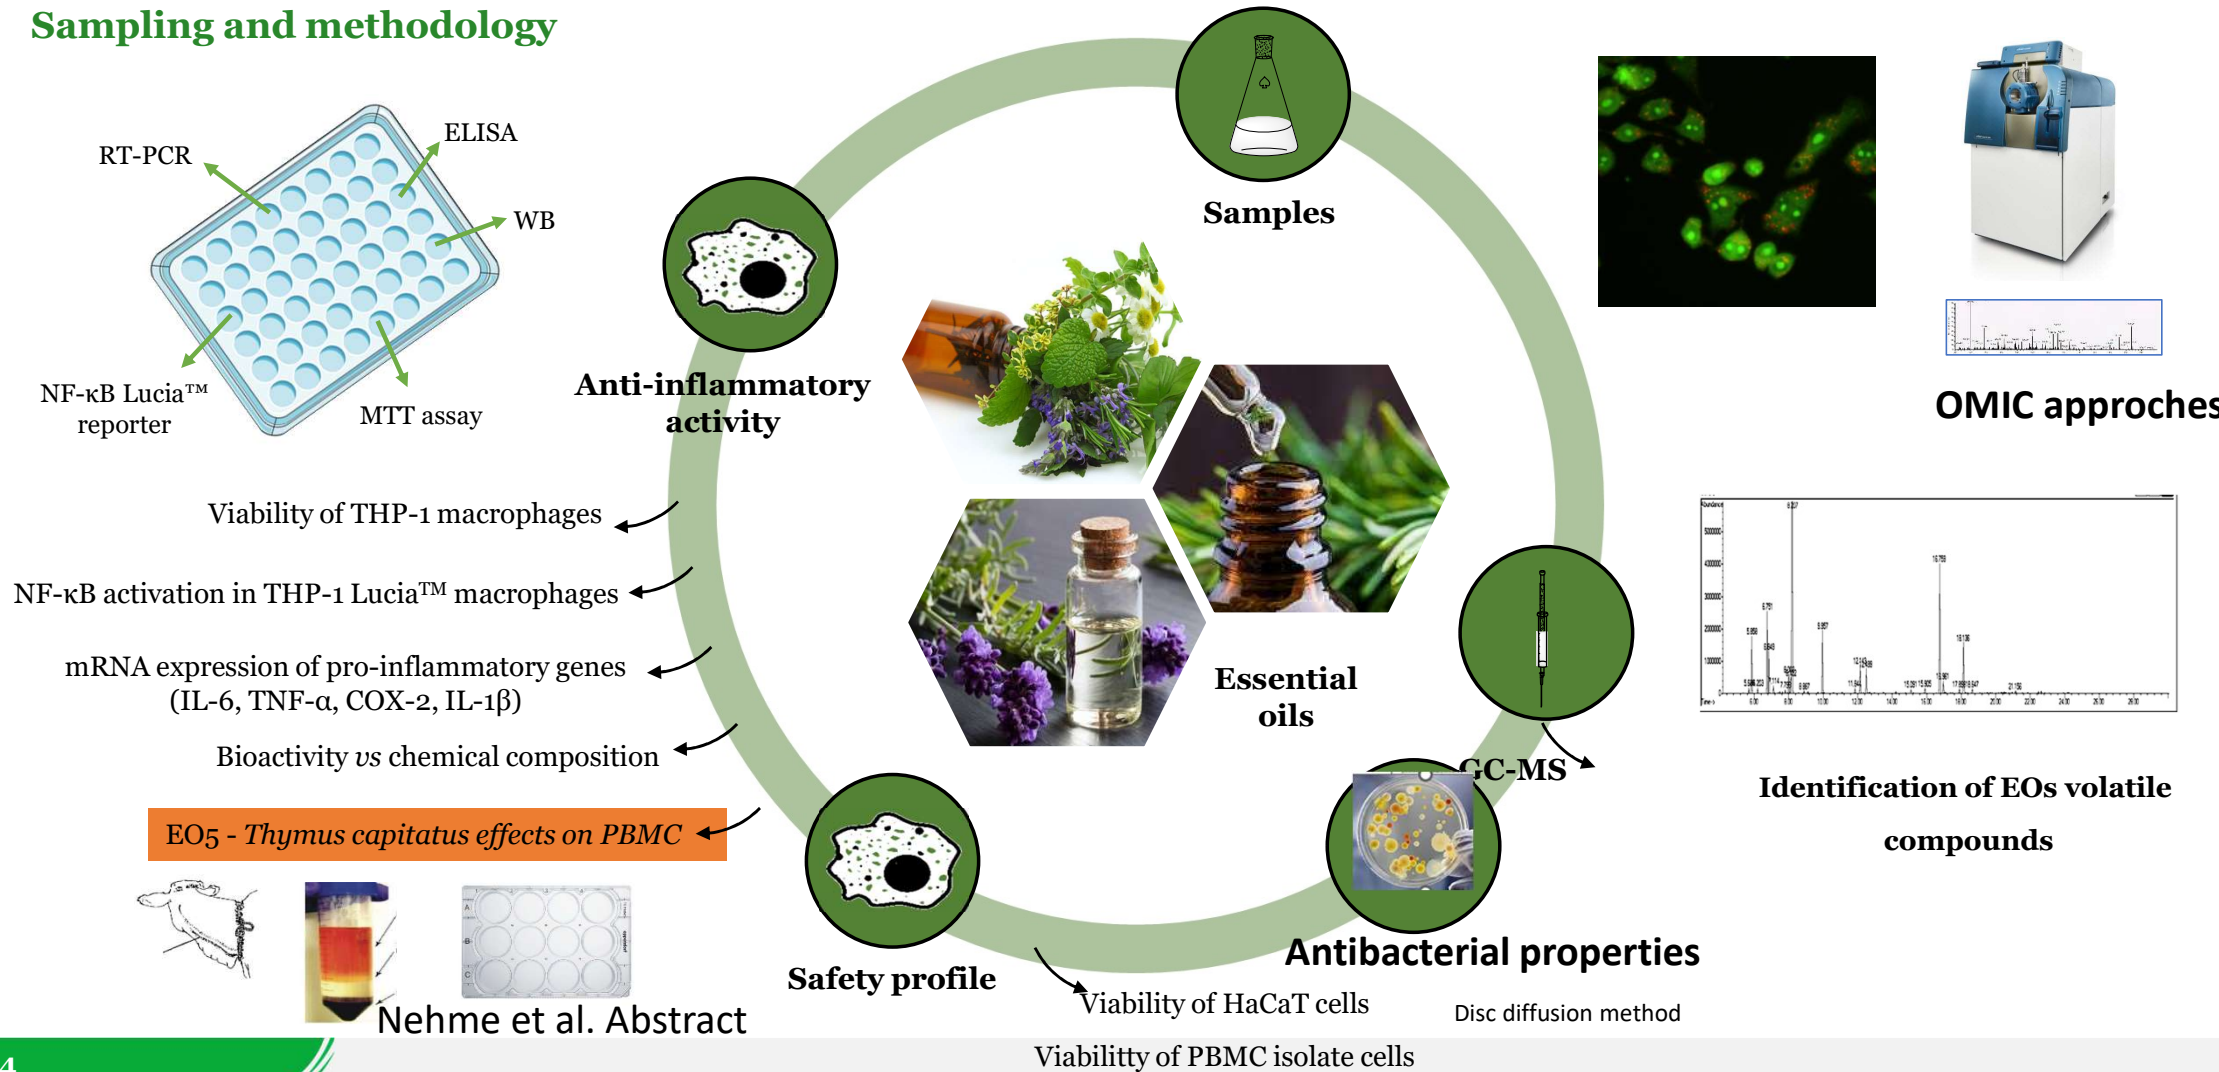 Sampling and methodology
RT-PCR
ELISA
WB
NF-κB Lucia™
reporter
MTT assay
Samples
Anti-inflammatory
activity
OMIC approches
Viability of THP-1 macrophages
NF-κB activation in THP-1 Lucia™ macrophages
mRNA expression of pro-inflammatory genes
(IL-6, TNF-α, COX-2, IL-1β)
Bioactivity vs chemical composition
EO5 - Thymus capitatus effects on PBMC
Essential
oils
GC-MS
Identification of EOs volatile
compounds
Antibacterial properties
Disc diffusion method
Safety profile
Viability of HaCaT cells
Viabilitty of PBMC isolate cells
Nehme et al. Abstract
4